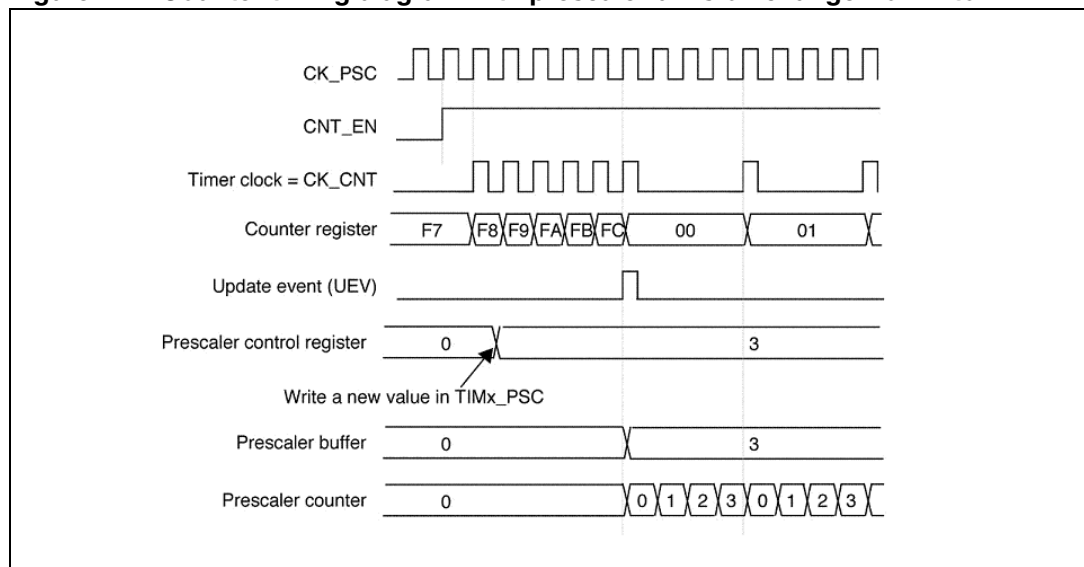 CK_PSC
CNT_EN
Timer clock = CK_CNT
Counter register F7 F8 F9 FA FB FC 00 01
Update event (UEV)
Prescaler control register 0 3
Write a new value in TIMx_PSC
Prescaler buffer 0 3
Prescaler counter 0 0 1 2 3 0 1 2 3